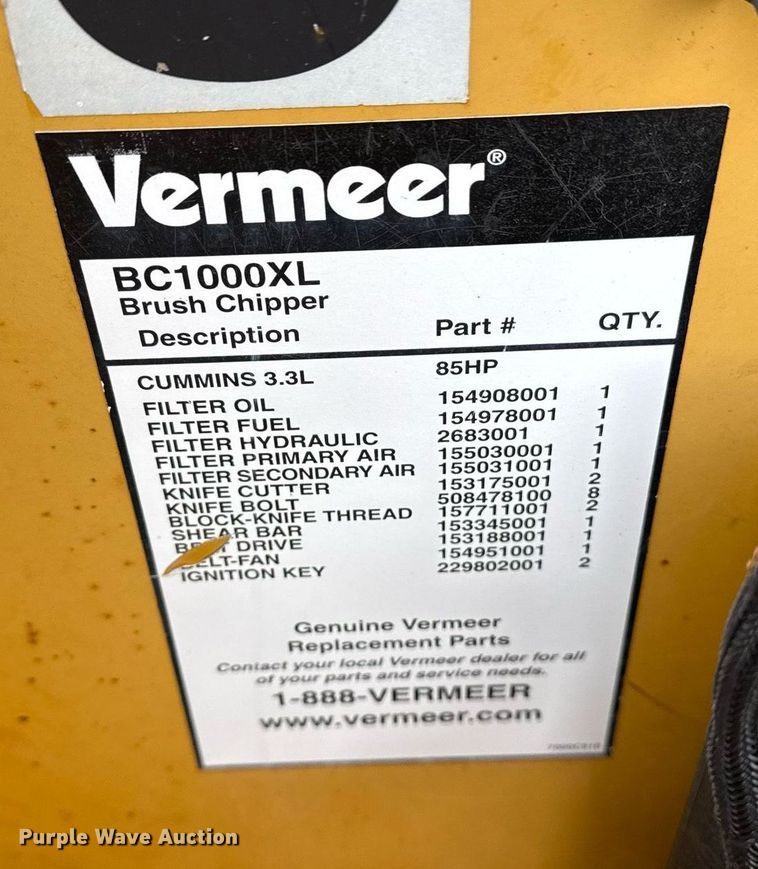 Vermeer®
BC1000XL
Brush Chipper
Description Part # QTY.
CUMMINS 3.3L 85HP
FILTER OIL 154908001 1
FILTER FUEL 154978001 1
FILTER HYDRAULIC 2683001 1
FILTER PRIMARY AIR 155030001 1
FILTER SECONDARY AIR 155031001 1
KNIFE CUTTER 153175001 2
KNIFE BOLT 508478100 8
BLOCK-KNIFE THREAD 157711001 2
SHEAR BAR 153345001 1
DRIVE 153188001 1
BELT-FAN 154951001 1
IGNITION KEY 229802001 2
Genuine Vermeer
Replacement Parts
Contact your local Vermeer dealer for all
of your parts and service needs.
1-888-VERMEER
www.vermeer.com
Purple Wave Auction